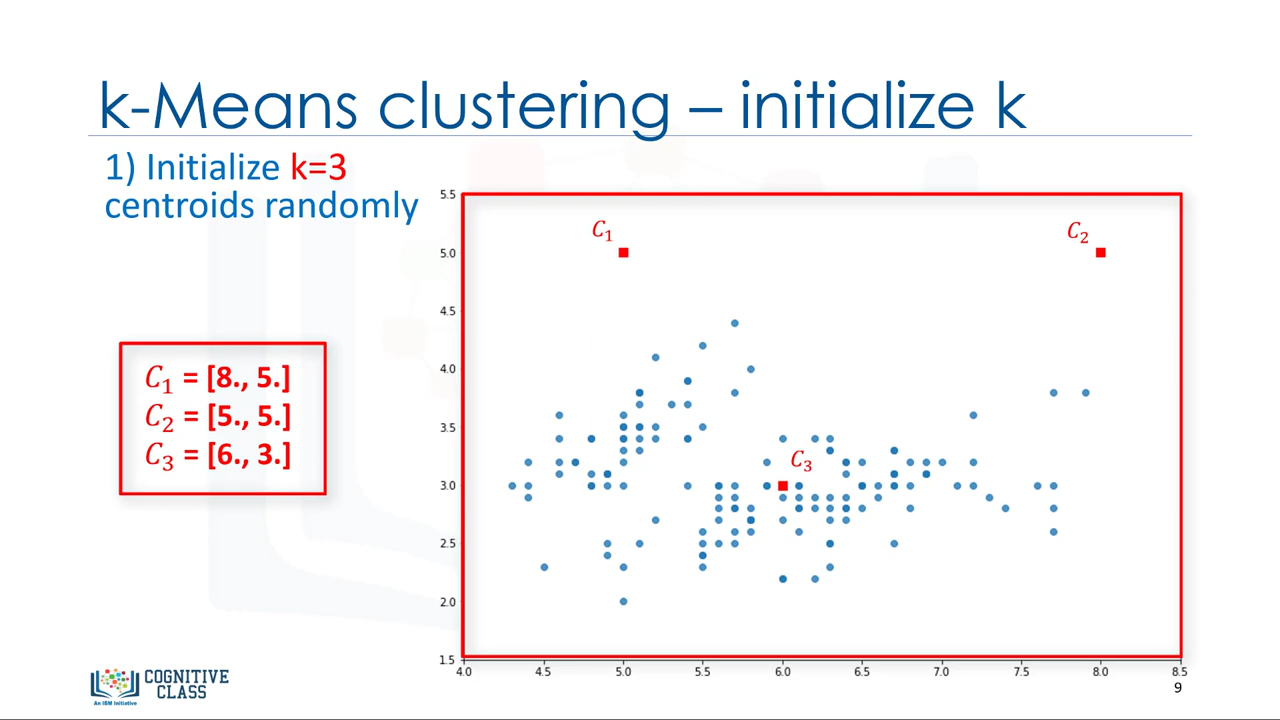 k-Means clustering – initialize k
1) Initialize k=3
centroids randomly
C₁ = [8., 5.]
C₂ = [5., 5.]
C₃ = [6., 3.]
5.5
5.0
4.5
4.0
3.5
3.0
2.5
2.0
1.5
C₁
C₂
C₃
4.0 4.5 5.0 5.5 6.0 6.5 7.0 7.5 8.0 8.5
COGNITIVE
CLASS
An IBM Initiative
9